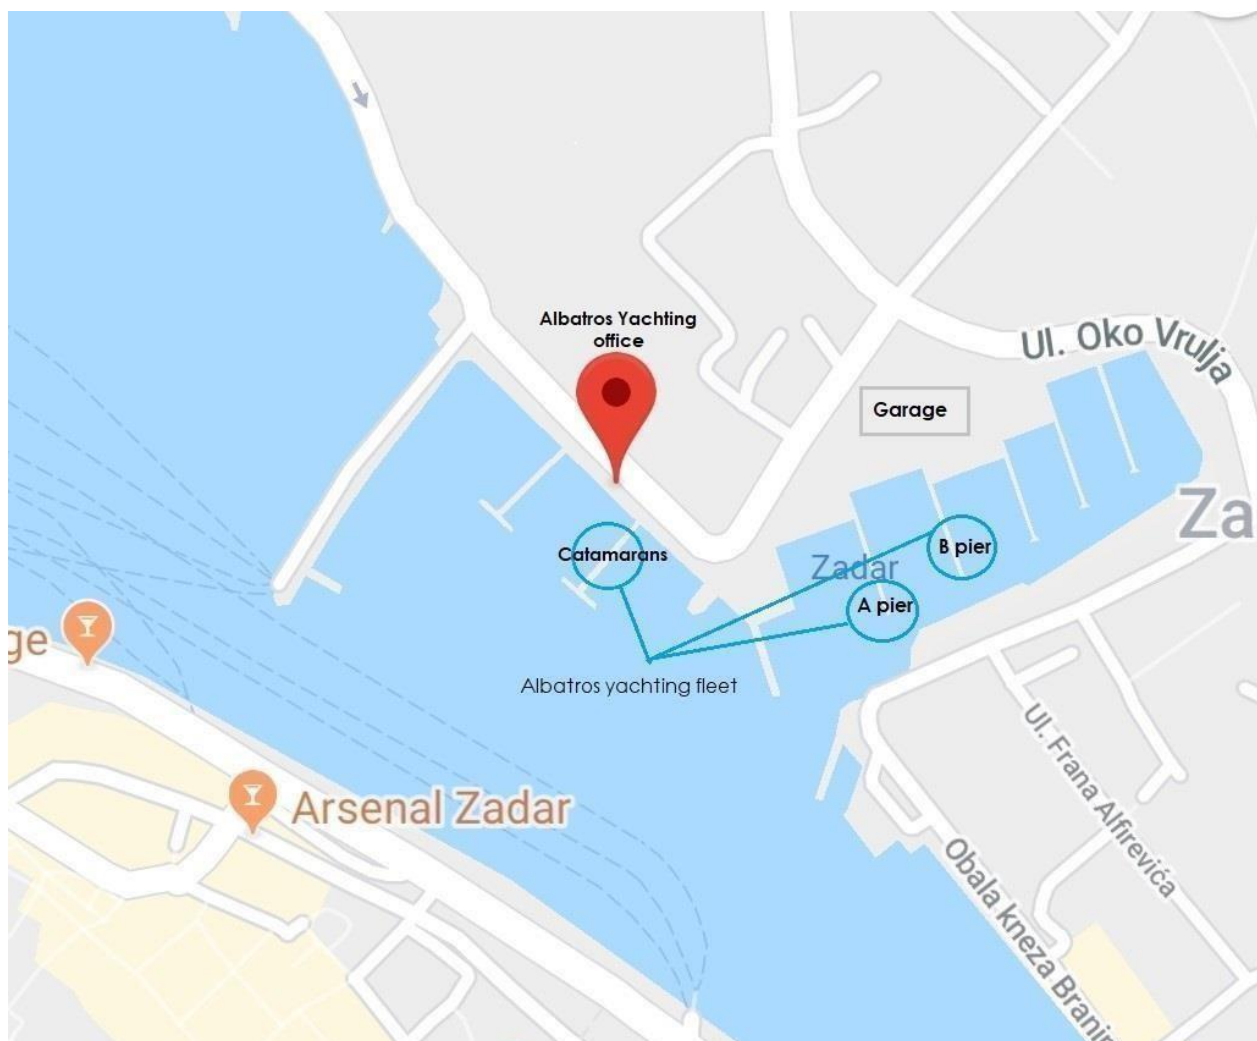 Albatros Yachting
office
Ul. Oko Vrulja
Garage
Za
Catamarans
Zadar
B pier
A pier
ge
Albatros yachting fleet
Arsenal Zadar
Ul. Frana Alfirevića
Obala kneza Branim